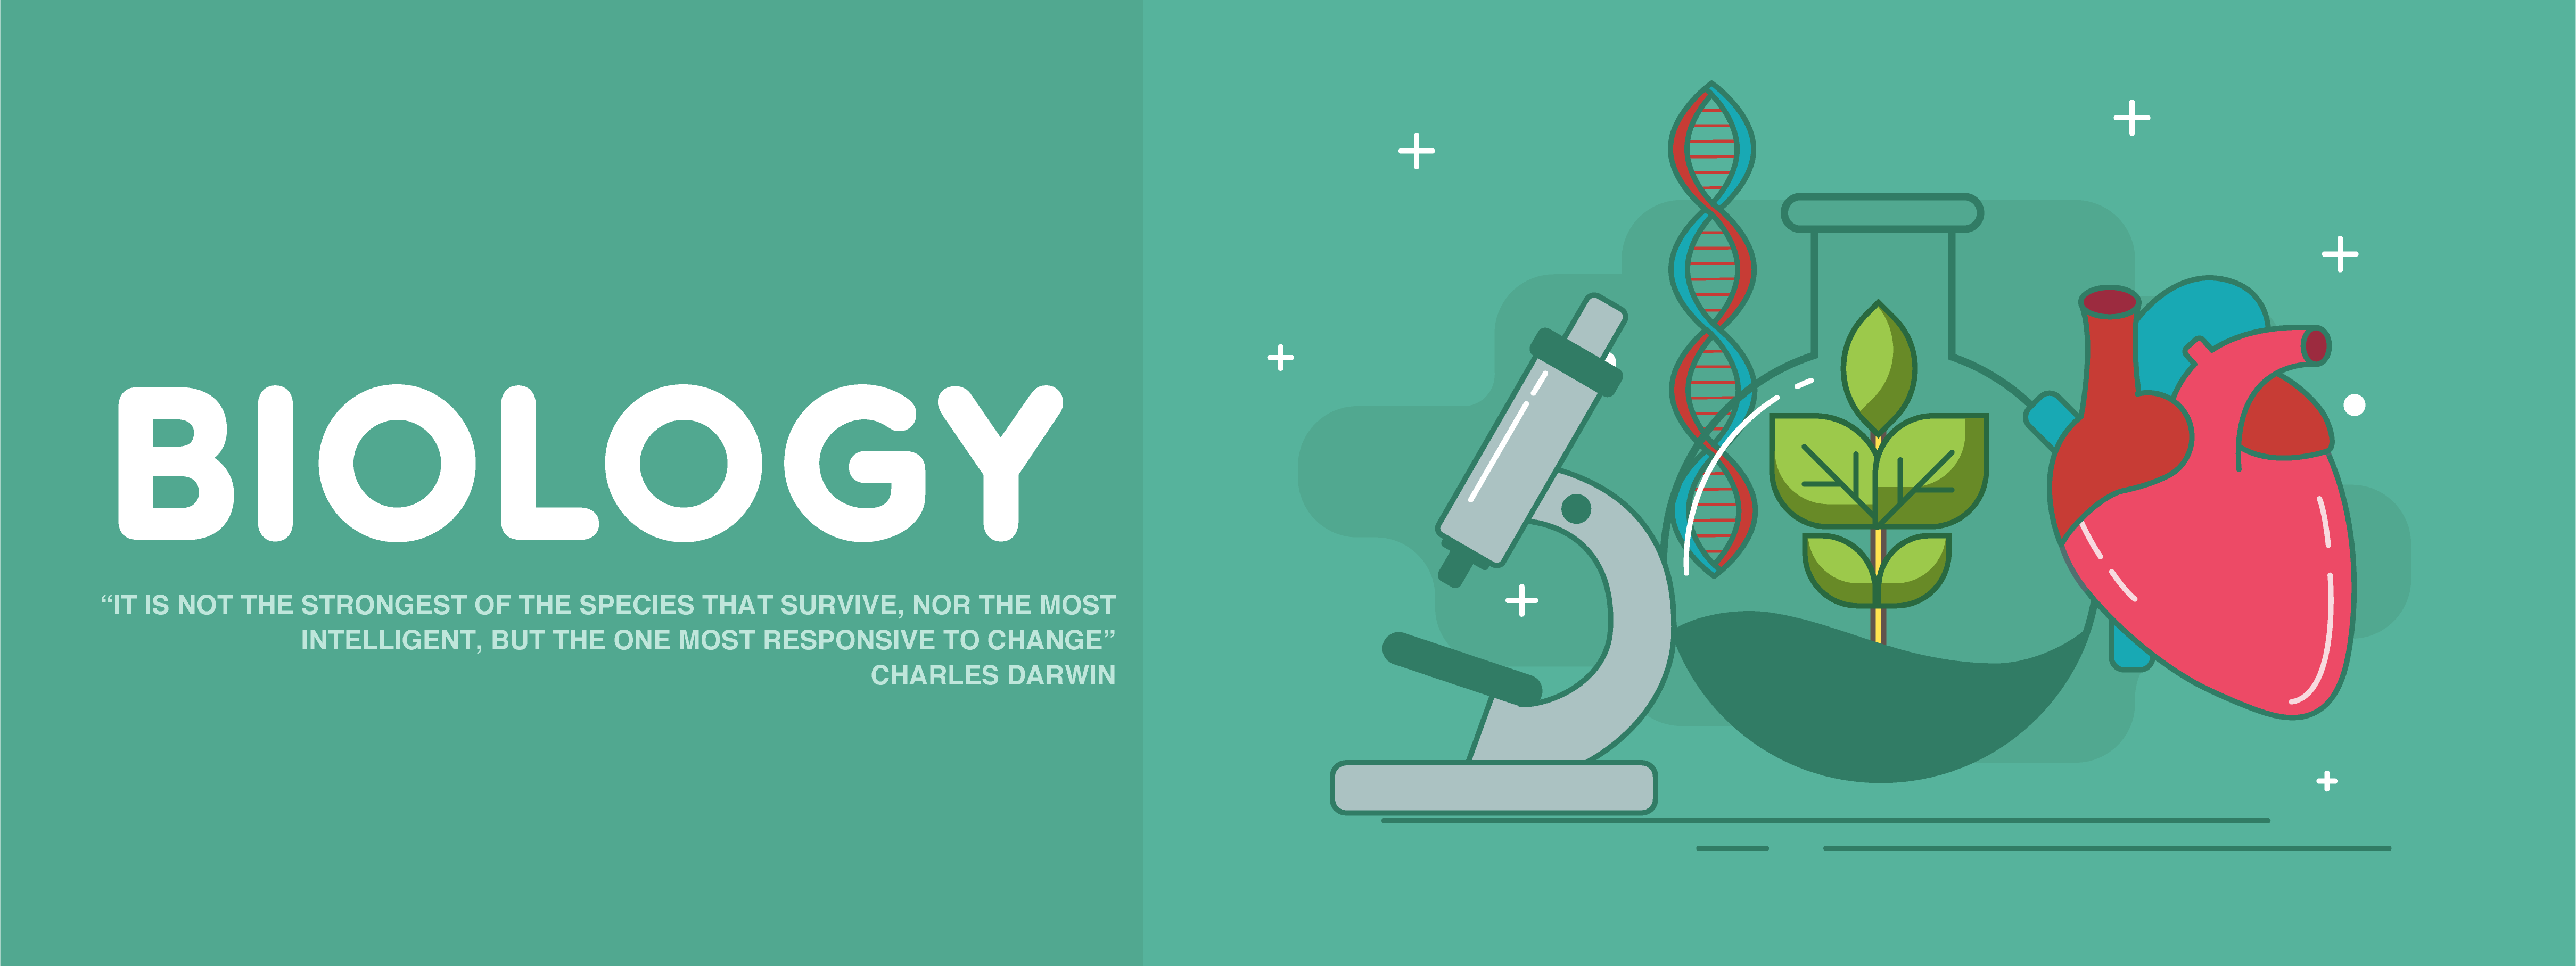 BIOLOGY
“IT IS NOT THE STRONGEST OF THE SPECIES THAT SURVIVE, NOR THE MOST
INTELLIGENT, BUT THE ONE MOST RESPONSIVE TO CHANGE”
CHARLES DARWIN